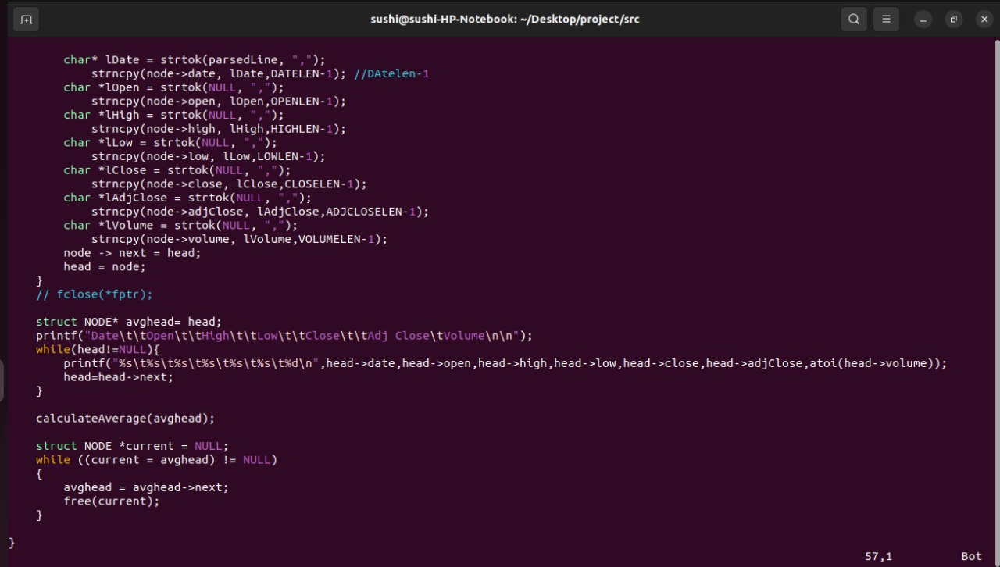 sushi@sushi-HP-Notebook: ~/Desktop/project/src
        char* lDate = strtok(parsedLine, ",");
            strncpy(node->date, lDate,DATELEN-1); //DAtelen-1
        char *lOpen = strtok(NULL, ",");
            strncpy(node->open, lOpen,OPENLEN-1);
        char *lHigh = strtok(NULL, ",");
            strncpy(node->high, lHigh,HIGHLEN-1);
        char *lLow = strtok(NULL, ",");
            strncpy(node->low, lLow,LOWLEN-1);
        char *lClose = strtok(NULL, ",");
            strncpy(node->close, lClose,CLOSELEN-1);
        char *lAdjClose = strtok(NULL, ",");
            strncpy(node->adjClose, lAdjClose,ADJCLOSELEN-1);
        char *lVolume = strtok(NULL, ",");
            strncpy(node->volume, lVolume,VOLUMELEN-1);
        node -> next = head;
        head = node;
    }
    // fclose(*fptr);
    struct NODE* avghead= head;
    printf("Date\t\tOpen\t\tHigh\t\tLow\t\tClose\t\tAdj Close\tVolume\n\n");
    while(head!=NULL){
        printf("%s\t%s\t%s\t%s\t%s\t%s\t%d\n",head->date,head->open,head->high,head->low,head->close,head->adjClose,atoi(head->volume));
        head=head->next;
    }
    calculateAverage(avghead);
    struct NODE *current = NULL;
    while ((current = avghead) != NULL)
    {
        avghead = avghead->next;
        free(current);
    }
}
57,1 Bot